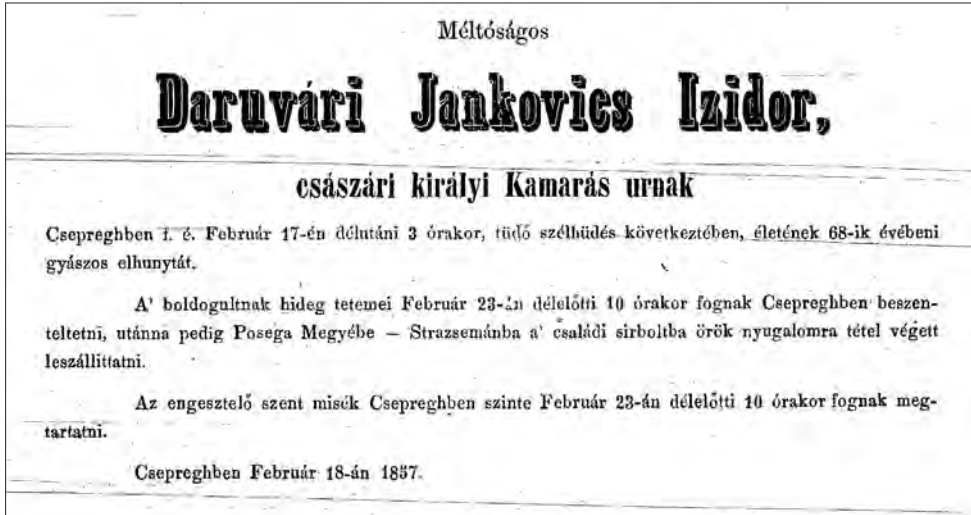 Méltóságos
Daruvári Jankovics Izidor,
császári királyi Kamarás urnak
Csepreghben f. é. Február 17-én délutáni 3 órakor, tüdő szélhüdés következtében, életének 68-ik évébeni
gyászos elhunytát.
A' boldogultnak hideg tetemei Február 23-án délelőtti 10 órakor fognak Csepreghben beszen-
teltetni, utánna pedig Posega Megyébe — Strazsemánba a' családi sirboltba örök nyugalomra tétel végett
leszállittatni.
Az engesztelő szent misék Csepreghben szinte Február 23-án délelőtti 10 órakor fognak meg-
tartatni.
Csepreghben Február 18-án 1857.